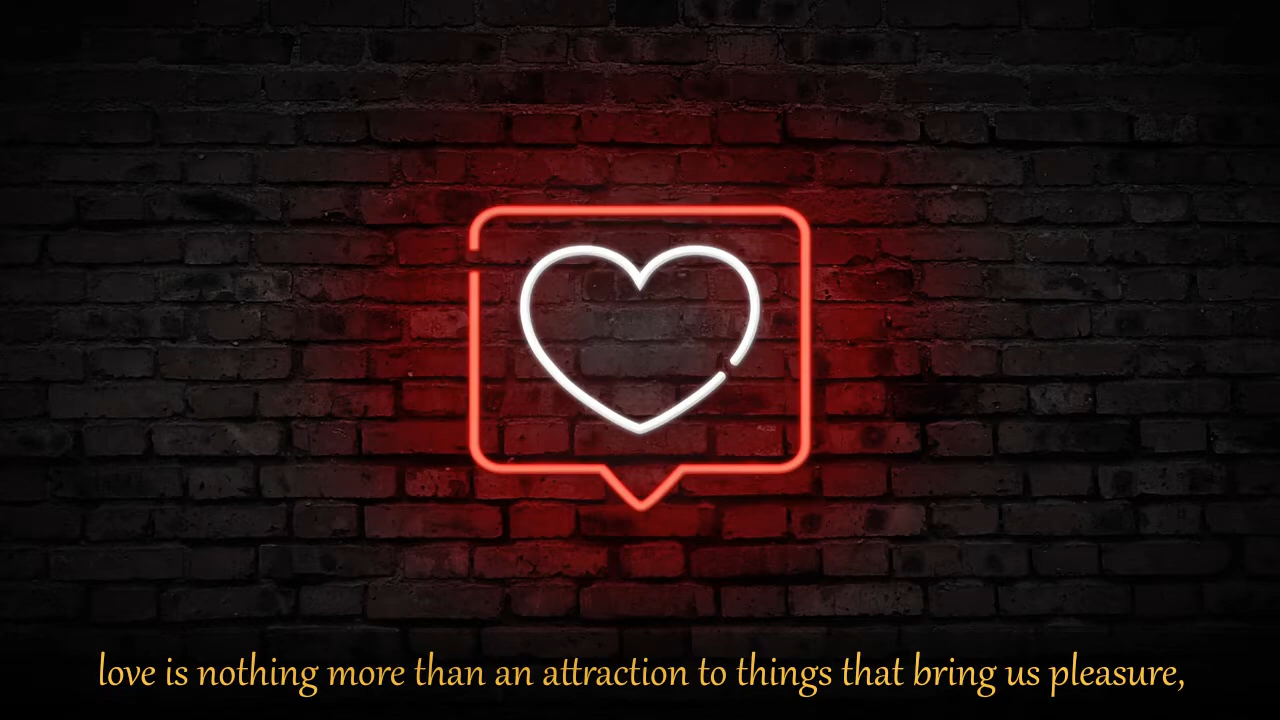 love is nothing more than an attraction to things that bring us pleasure,